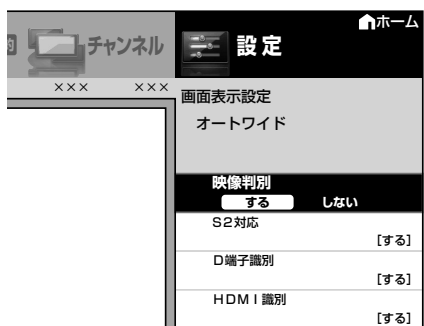 ホーム
的 チャンネル 設定
××× ×××
画面表示設定
オートワイド
映像判別
する しない
S2対応
[する]
D端子識別
[する]
HDMI識別
[する]